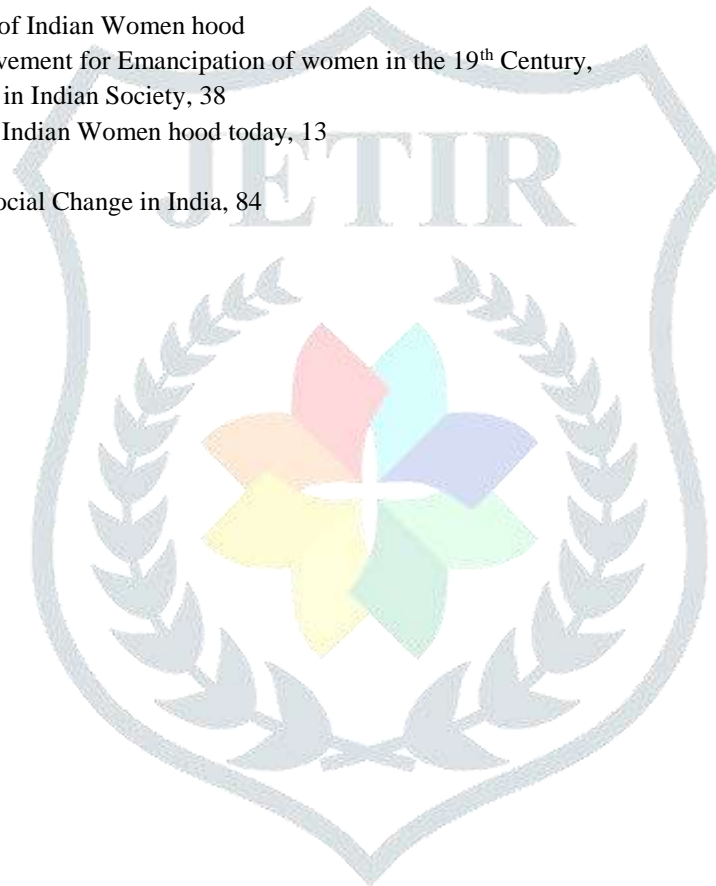 of Indian Women hood
vement for Emancipation of women in the 19th Century,
in Indian Society, 38
Indian Women hood today, 13
ocial Change in India, 84
JETIR